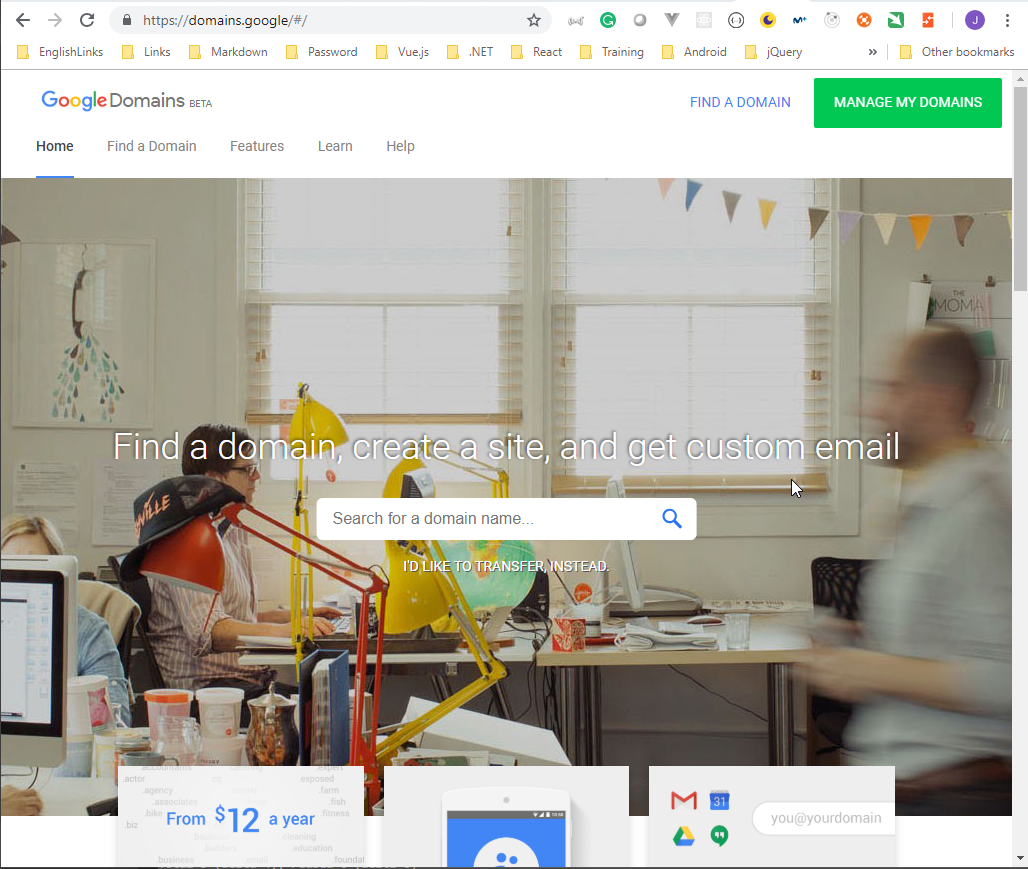 https://domains.google/#/
J
EnglishLinks
Links
Markdown
Password
Vue.js
.NET
React
Training
Android
jQuery
»
Other bookmarks
Google Domains BETA
FIND A DOMAIN
MANAGE MY DOMAINS
Home
Find a Domain
Features
Learn
Help
THE
MOMA
Find a domain, create a site, and get custom email
Search for a domain name...
I'D LIKE TO TRANSFER, INSTEAD.
.accountants
.expert
.actor
.exposed
.agency
.farm
.associates
.fish
.bike
fitness
.biz
From $12 a year
cleaning
.builders
.education
.business
.email
.foundat
31
you@yourdomain